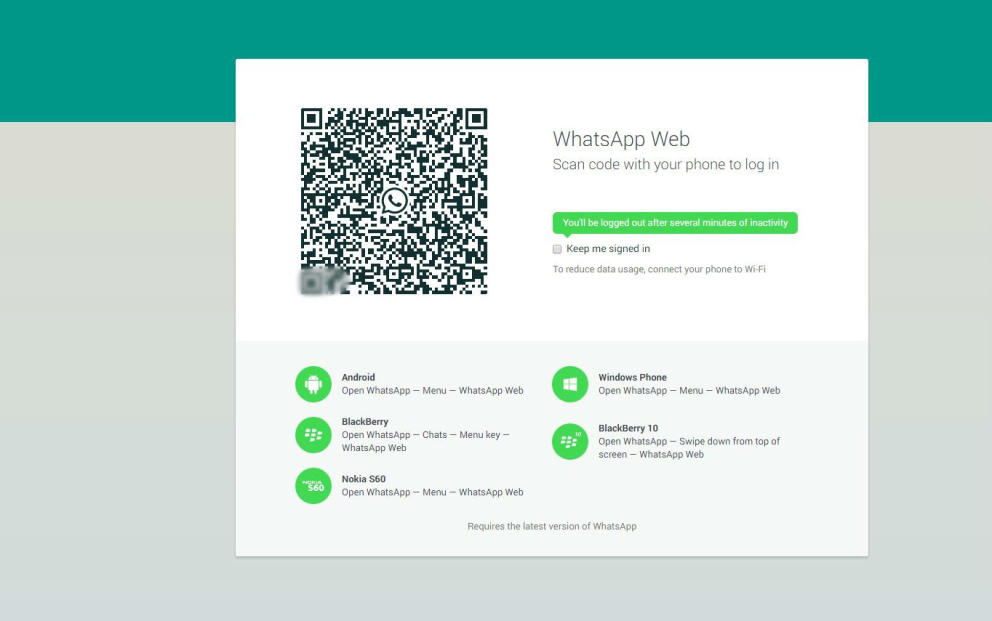 WhatsApp Web
Scan code with your phone to log in
You'll be logged out after several minutes of inactivity
Keep me signed in
To reduce data usage, connect your phone to Wi-Fi
Android
Open WhatsApp — Menu — WhatsApp Web
Windows Phone
Open WhatsApp — Menu — WhatsApp Web
BlackBerry
Open WhatsApp — Chats — Menu key —
WhatsApp Web
10
BlackBerry 10
Open WhatsApp — Swipe down from top of
screen — WhatsApp Web
NOKIA
S60
Nokia S60
Open WhatsApp — Menu — WhatsApp Web
Requires the latest version of WhatsApp